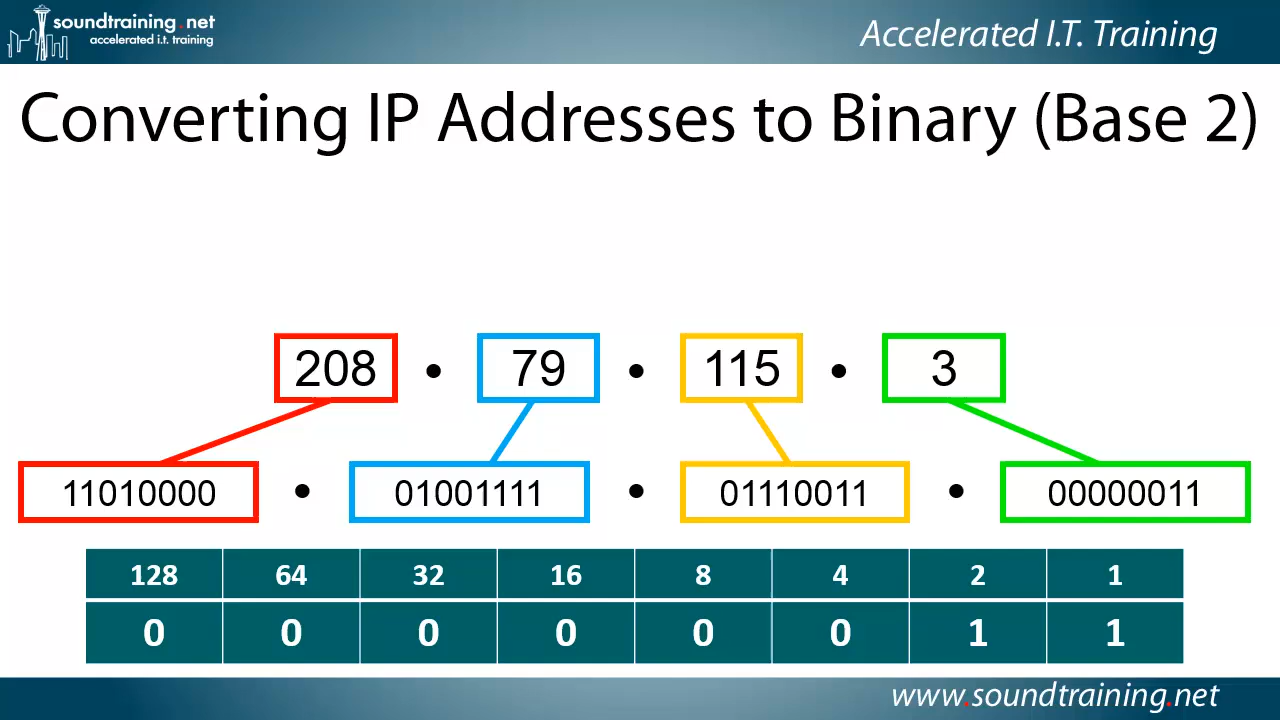 soundtraining.net
accelerated i.t. training
Accelerated I.T. Training
Converting IP Addresses to Binary (Base 2)
208 • 79 • 115 • 3
11010000 • 01001111 • 01110011 • 00000011
128 64 32 16 8 4 2 1
0 0 0 0 0 0 1 1
www.soundtraining.net